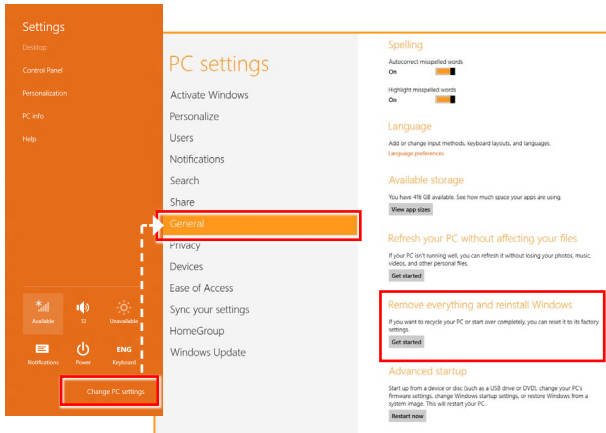 Settings
Desktop
Control Panel
Personalization
PC info
Help
Available
12
Unavailable
Notifications
Power
ENG
Keyboard
Change PC settings
PC settings
Activate Windows
Personalize
Users
Notifications
Search
Share
General
Privacy
Devices
Ease of Access
Sync your settings
HomeGroup
Windows Update
Spelling
Autocorrect misspelled words
On
Highlight misspelled words
On
Language
Add or change input methods, keyboard layouts, and languages.
Language preferences
Available storage
You have 416 GB available. See how much space your apps are using.
View app sizes
Refresh your PC without affecting your files
If your PC isn't running well, you can refresh it without losing your photos, music,
videos, and other personal files.
Get started
Remove everything and reinstall Windows
If you want to recycle your PC or start over completely, you can reset it to its factory
settings.
Get started
Advanced startup
Start up from a device or disc (such as a USB drive or DVD), change your PC's
firmware settings, change Windows startup settings, or restore Windows from a
system image. This will restart your PC.
Restart now